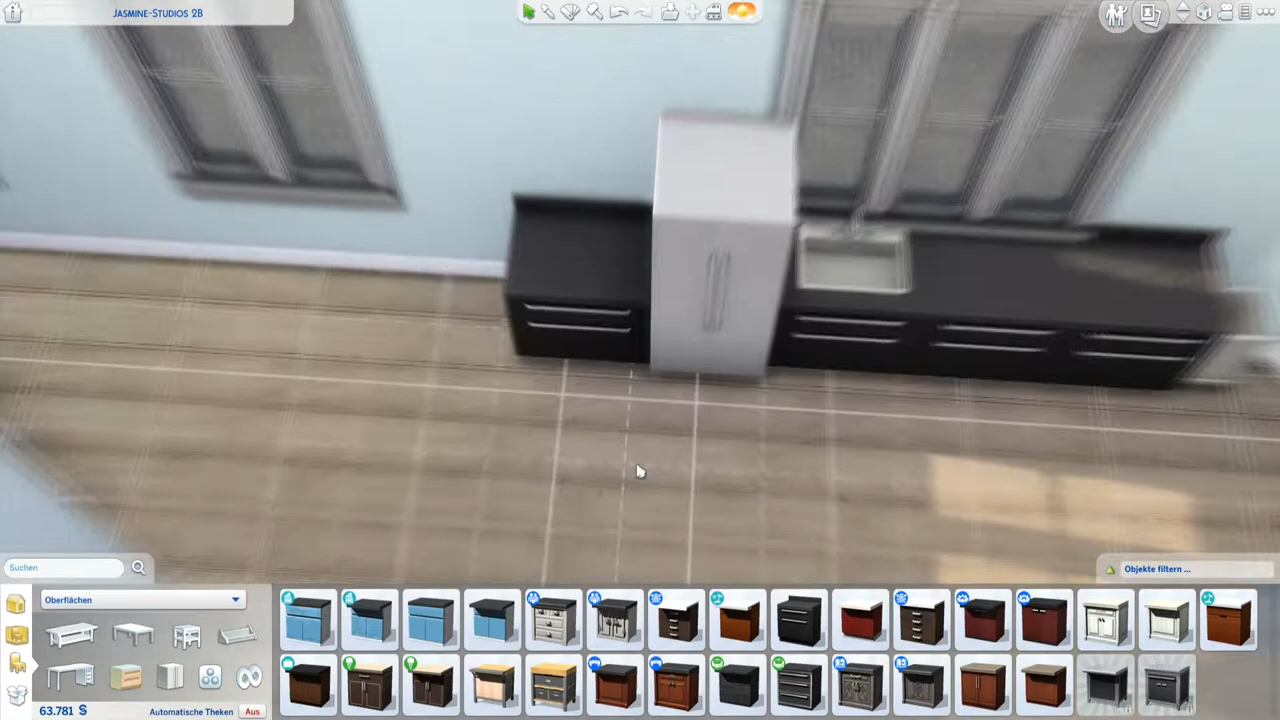 JASMINE-STUDIOS 2B
Suchen
Objekte filtern ...
Oberflächen
63.781 $
Automatische Theken
Aus